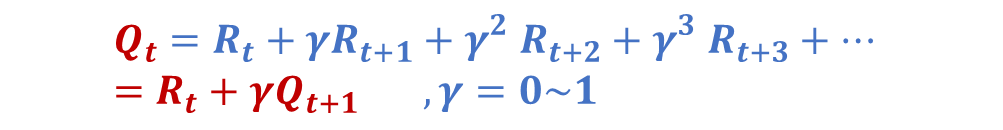 Qₜ = Rₜ + γRₜ₊₁ + γ² Rₜ₊₂ + γ³ Rₜ₊₃ + ⋯
= Rₜ + γQₜ₊₁ , γ = 0~1